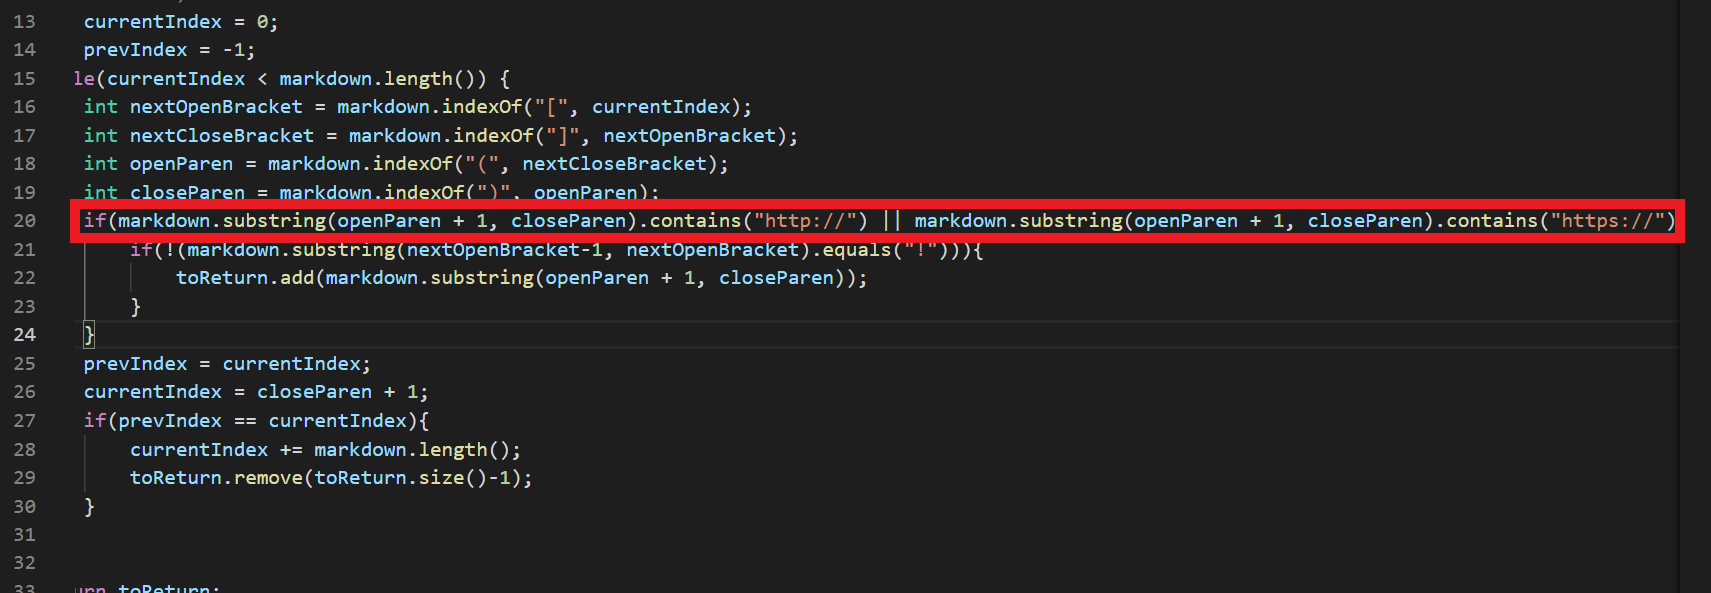 13 currentIndex = 0;
14 prevIndex = -1;
15 le(currentIndex < markdown.length()) {
16 int nextOpenBracket = markdown.indexOf("[", currentIndex);
17 int nextCloseBracket = markdown.indexOf("]", nextOpenBracket);
18 int openParen = markdown.indexOf("(", nextCloseBracket);
19 int closeParen = markdown.indexOf(")", openParen);
20 if(markdown.substring(openParen + 1, closeParen).contains("http://") || markdown.substring(openParen + 1, closeParen).contains("https://")
21 if(!(markdown.substring(nextOpenBracket-1, nextOpenBracket).equals("!"))){
22 toReturn.add(markdown.substring(openParen + 1, closeParen));
23 }
24 }
25 prevIndex = currentIndex;
26 currentIndex = closeParen + 1;
27 if(prevIndex == currentIndex){
28 currentIndex += markdown.length();
29 toReturn.remove(toReturn.size()-1);
30 }
31
32
33 urn toReturn;